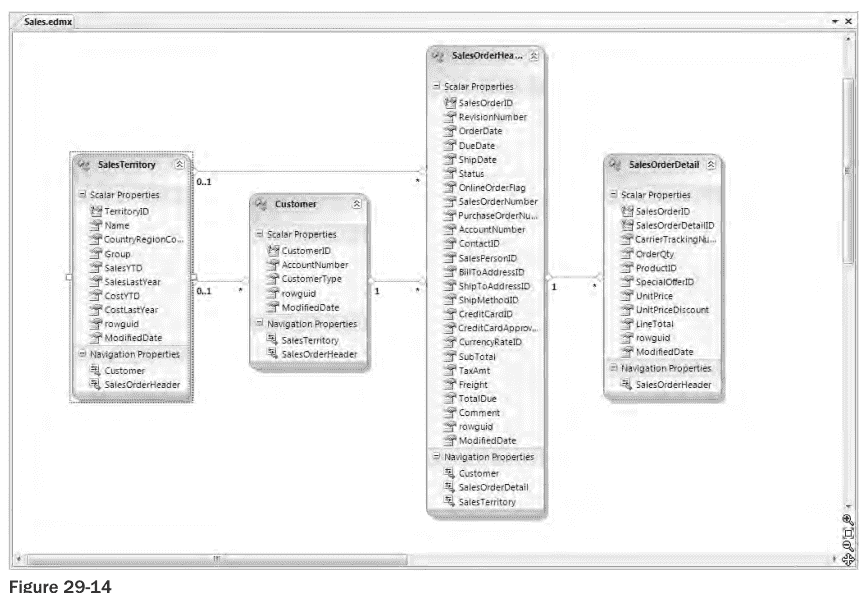 Sales.edmx
SalesTerritory
Scalar Properties
TerritoryID
Name
CountryRegionCo...
Group
SalesYTD
SalesLastYear
CostYTD
CostLastYear
rowguid
ModifiedDate
Navigation Properties
Customer
SalesOrderHeader
0..1
*
0..1
*
Customer
Scalar Properties
CustomerID
AccountNumber
CustomerType
rowguid
ModifiedDate
Navigation Properties
SalesTerritory
SalesOrderHeader
1
*
SalesOrderHea...
Scalar Properties
SalesOrderID
RevisionNumber
OrderDate
DueDate
ShipDate
Status
OnlineOrderFlag
SalesOrderNumber
PurchaseOrderNu...
AccountNumber
ContactID
SalesPersonID
BillToAddressID
ShipToAddressID
ShipMethodID
CreditCardID
CreditCardApprov...
CurrencyRateID
SubTotal
TaxAmt
Freight
TotalDue
Comment
rowguid
ModifiedDate
Navigation Properties
Customer
SalesOrderDetail
SalesTerritory
1
*
SalesOrderDetail
Scalar Properties
SalesOrderID
SalesOrderDetailID
CarrierTrackingNu...
OrderQty
ProductID
SpecialOfferID
UnitPrice
UnitPriceDiscount
LineTotal
rowguid
ModifiedDate
Navigation Properties
SalesOrderHeader
Figure 29-14